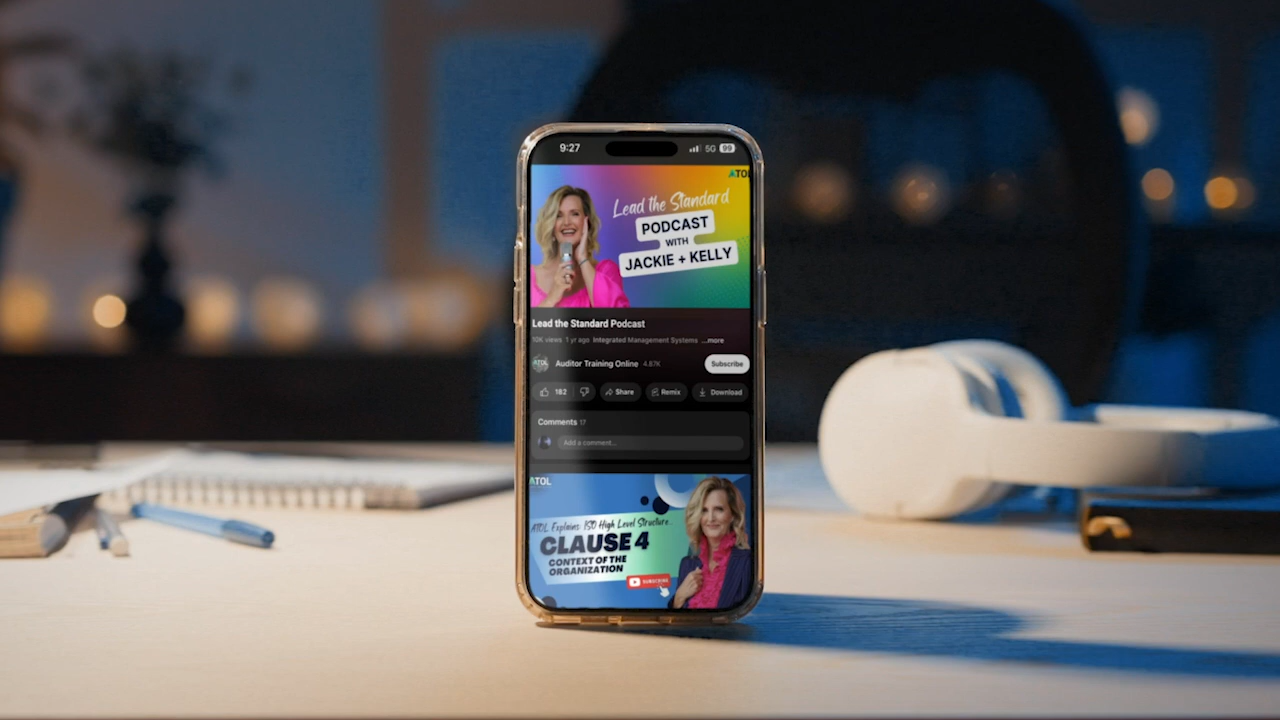 9:27
5G 99
ATOL
Lead the Standard
PODCAST
WITH
JACKIE + KELLY
Lead the Standard Podcast
10K views 1 yr ago Integrated Management Systems ...more
ATOL
Auditor Training Online 4.87K
Subscribe
182
Share
Remix
Download
Comments 17
Add a comment...
ATOL
ATOL Explains: ISO High Level Structure...
CLAUSE 4
CONTEXT OF THE
ORGANIZATION
SUBSCRIBE